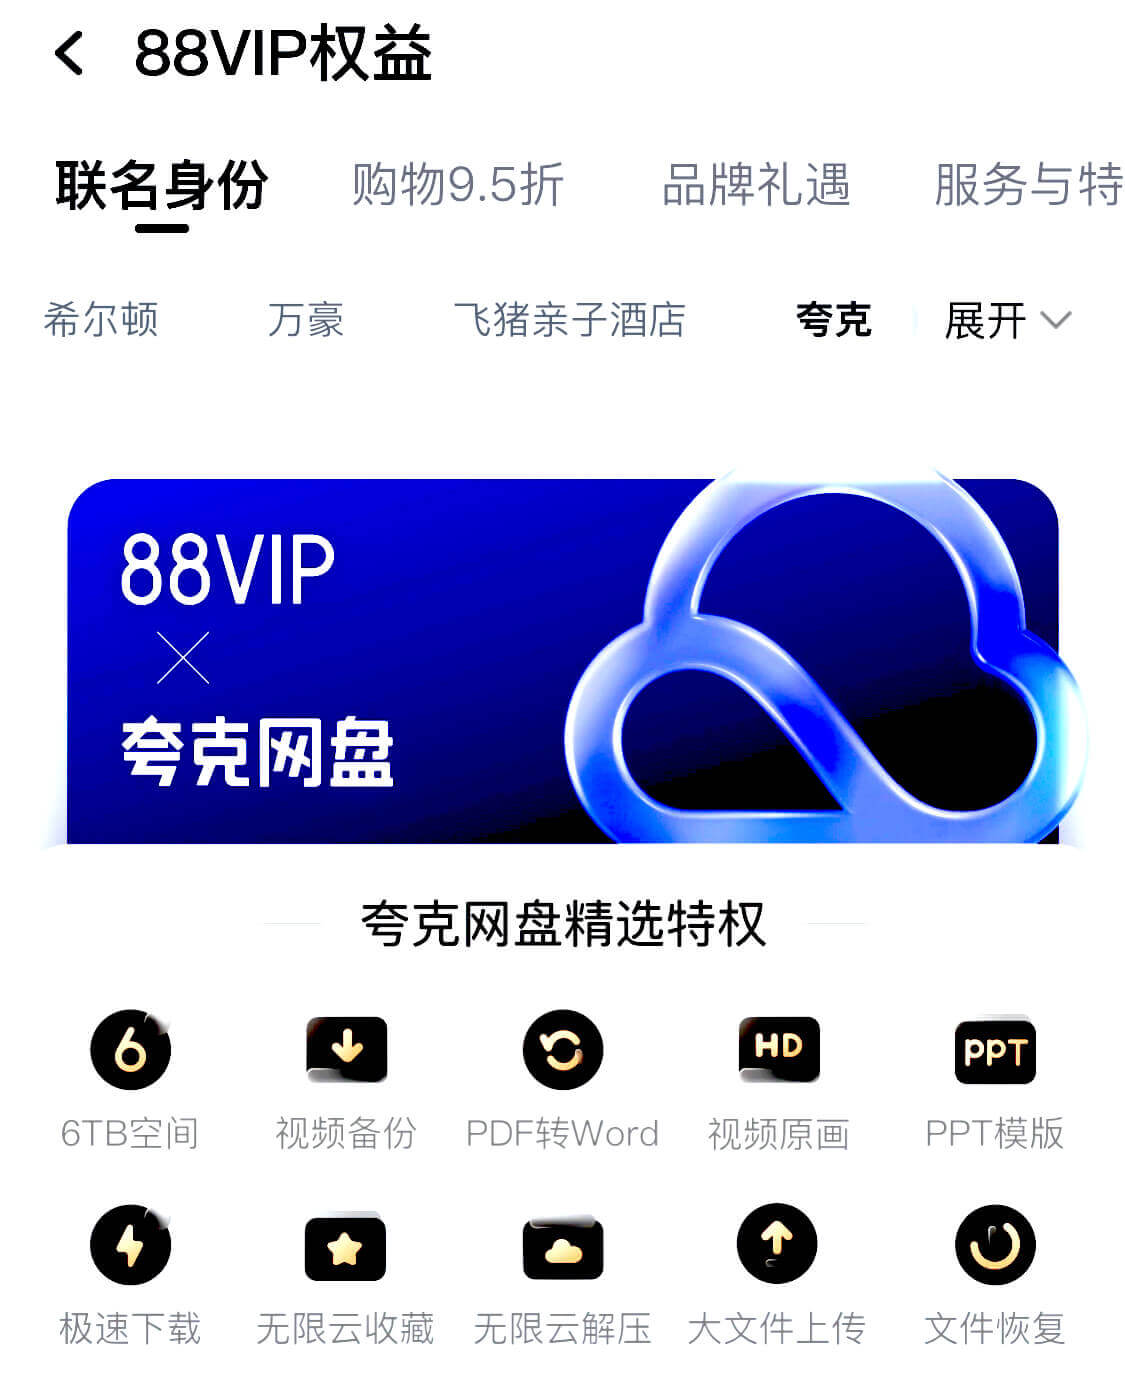 88VIP权益
联名身份 购物9.5折 品牌礼遇 服务与特
希尔顿 万豪 飞猪亲子酒店 夸克 展开
88VIP
夸克网盘
夸克网盘精选特权
6 HD PPT
6TB空间 视频备份 PDF转Word 视频原画 PPT模版
极速下载 无限云收藏 无限云解压 大文件上传 文件恢复